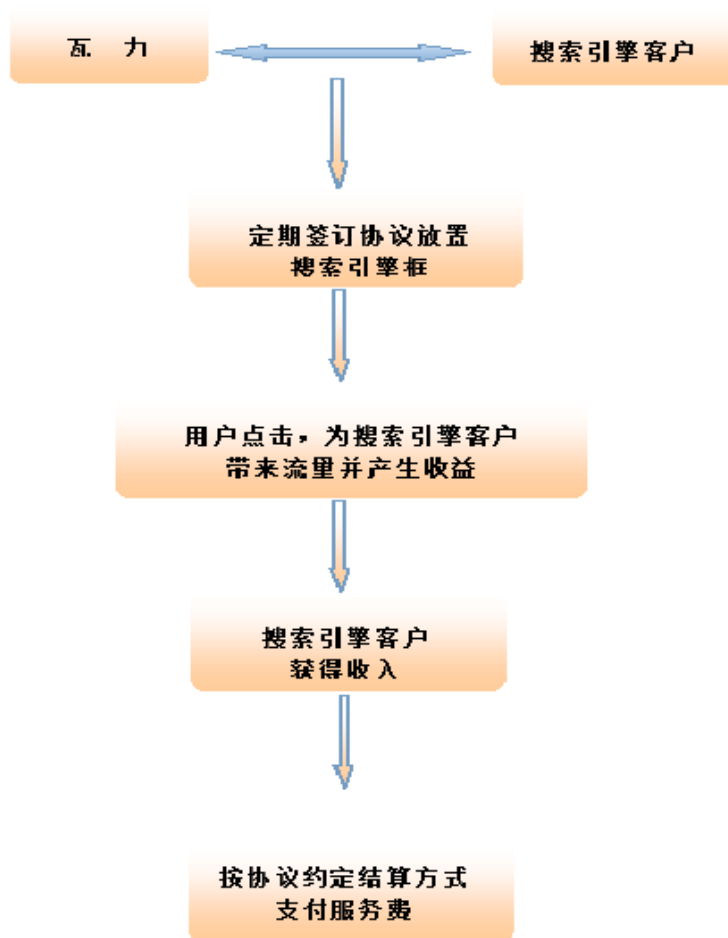 瓦 力
搜索引擎客户
定期签订协议放置
搜索引擎框
用户点击，为搜索引擎客户
带来流量并产生收益
搜索引擎客户
获得收入
按协议约定结算方式
支付服务费